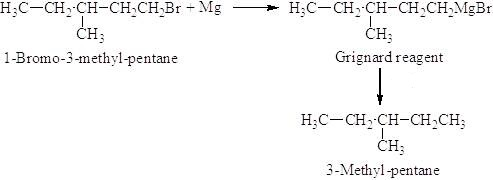 H₃C—CH₂·CH—CH₂CH₂Br + Mg ⟶ H₃C—CH₂·CH—CH₂CH₂MgBr
CH₃ CH₃
1-Bromo-3-methyl-pentane Grignard reagent
H₃C—CH₂·CH—CH₂CH₃
CH₃
3-Methyl-pentane